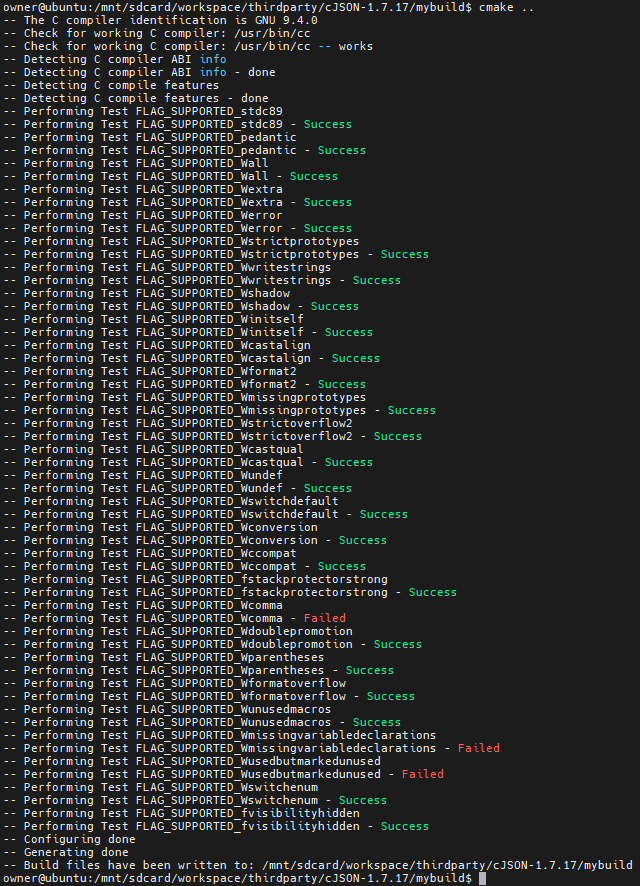 owner@ubuntu:/mnt/sdcard/workspace/thirdparty/cJSON-1.7.17/mybuild$ cmake ..
-- The C compiler identification is GNU 9.4.0
-- Check for working C compiler: /usr/bin/cc
-- Check for working C compiler: /usr/bin/cc -- works
-- Detecting C compiler ABI info
-- Detecting C compiler ABI info - done
-- Detecting C compile features
-- Detecting C compile features - done
-- Performing Test FLAG_SUPPORTED_stdc89
-- Performing Test FLAG_SUPPORTED_stdc89 - Success
-- Performing Test FLAG_SUPPORTED_pedantic
-- Performing Test FLAG_SUPPORTED_pedantic - Success
-- Performing Test FLAG_SUPPORTED_Wall
-- Performing Test FLAG_SUPPORTED_Wall - Success
-- Performing Test FLAG_SUPPORTED_Wextra
-- Performing Test FLAG_SUPPORTED_Wextra - Success
-- Performing Test FLAG_SUPPORTED_Werror
-- Performing Test FLAG_SUPPORTED_Werror - Success
-- Performing Test FLAG_SUPPORTED_Wstrictprototypes
-- Performing Test FLAG_SUPPORTED_Wstrictprototypes - Success
-- Performing Test FLAG_SUPPORTED_Wwritestrings
-- Performing Test FLAG_SUPPORTED_Wwritestrings - Success
-- Performing Test FLAG_SUPPORTED_Wshadow
-- Performing Test FLAG_SUPPORTED_Wshadow - Success
-- Performing Test FLAG_SUPPORTED_Winitself
-- Performing Test FLAG_SUPPORTED_Winitself - Success
-- Performing Test FLAG_SUPPORTED_Wcastalign
-- Performing Test FLAG_SUPPORTED_Wcastalign - Success
-- Performing Test FLAG_SUPPORTED_Wformat2
-- Performing Test FLAG_SUPPORTED_Wformat2 - Success
-- Performing Test FLAG_SUPPORTED_Wmissingprototypes
-- Performing Test FLAG_SUPPORTED_Wmissingprototypes - Success
-- Performing Test FLAG_SUPPORTED_Wstrictoverflow2
-- Performing Test FLAG_SUPPORTED_Wstrictoverflow2 - Success
-- Performing Test FLAG_SUPPORTED_Wcastqual
-- Performing Test FLAG_SUPPORTED_Wcastqual - Success
-- Performing Test FLAG_SUPPORTED_Wundef
-- Performing Test FLAG_SUPPORTED_Wundef - Success
-- Performing Test FLAG_SUPPORTED_Wswitchdefault
-- Performing Test FLAG_SUPPORTED_Wswitchdefault - Success
-- Performing Test FLAG_SUPPORTED_Wconversion
-- Performing Test FLAG_SUPPORTED_Wconversion - Success
-- Performing Test FLAG_SUPPORTED_Wccompat
-- Performing Test FLAG_SUPPORTED_Wccompat - Success
-- Performing Test FLAG_SUPPORTED_fstackprotectorstrong
-- Performing Test FLAG_SUPPORTED_fstackprotectorstrong - Success
-- Performing Test FLAG_SUPPORTED_Wcomma
-- Performing Test FLAG_SUPPORTED_Wcomma - Failed
-- Performing Test FLAG_SUPPORTED_Wdoublepromotion
-- Performing Test FLAG_SUPPORTED_Wdoublepromotion - Success
-- Performing Test FLAG_SUPPORTED_Wparentheses
-- Performing Test FLAG_SUPPORTED_Wparentheses - Success
-- Performing Test FLAG_SUPPORTED_Wformatoverflow
-- Performing Test FLAG_SUPPORTED_Wformatoverflow - Success
-- Performing Test FLAG_SUPPORTED_Wunusedmacros
-- Performing Test FLAG_SUPPORTED_Wunusedmacros - Success
-- Performing Test FLAG_SUPPORTED_Wmissingvariabledeclarations
-- Performing Test FLAG_SUPPORTED_Wmissingvariabledeclarations - Failed
-- Performing Test FLAG_SUPPORTED_Wusedbutmarkedunused
-- Performing Test FLAG_SUPPORTED_Wusedbutmarkedunused - Failed
-- Performing Test FLAG_SUPPORTED_Wswitchenum
-- Performing Test FLAG_SUPPORTED_Wswitchenum - Success
-- Performing Test FLAG_SUPPORTED_fvisibilityhidden
-- Performing Test FLAG_SUPPORTED_fvisibilityhidden - Success
-- Configuring done
-- Generating done
-- Build files have been written to: /mnt/sdcard/workspace/thirdparty/cJSON-1.7.17/mybuild
owner@ubuntu:/mnt/sdcard/workspace/thirdparty/cJSON-1.7.17/mybuild$